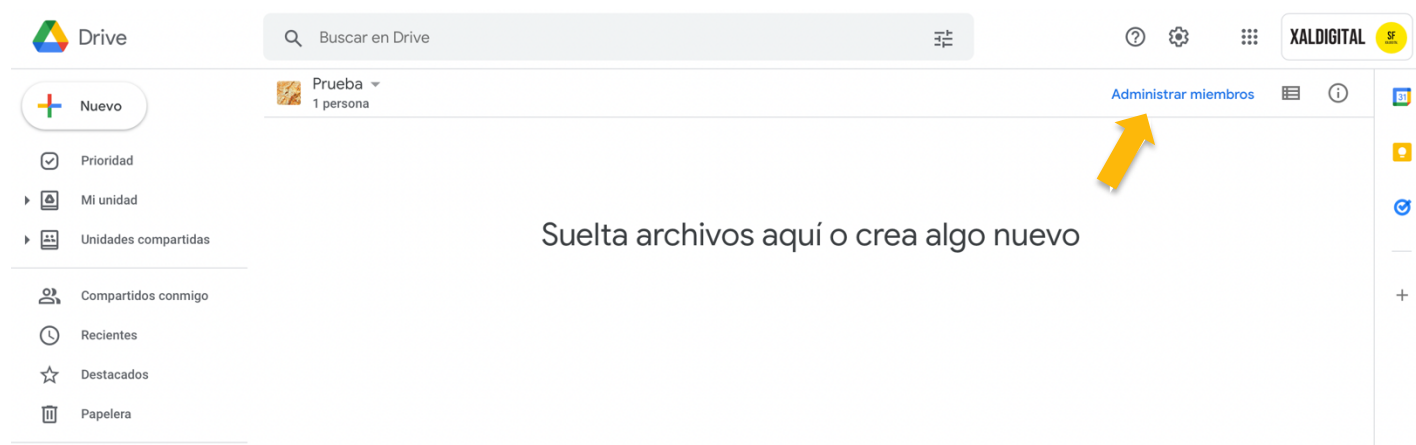 Drive
Buscar en Drive
XALDIGITAL
SF
Nuevo
Prueba
1 persona
Administrar miembros
31
Prioridad
Mi unidad
Unidades compartidas
Suelta archivos aquí o crea algo nuevo
Compartidos conmigo
Recientes
Destacados
Papelera